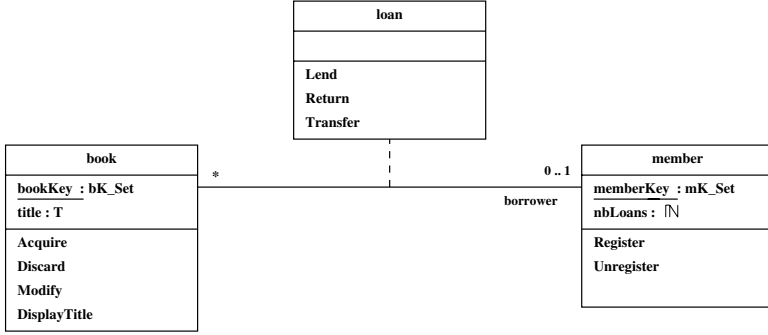 loan
Lend
Return
Transfer
book
bookKey : bK_Set
title : T
Acquire
Discard
Modify
DisplayTitle
*
0 .. 1
borrower
member
memberKey : mK_Set
nbLoans : ℕ
Register
Unregister